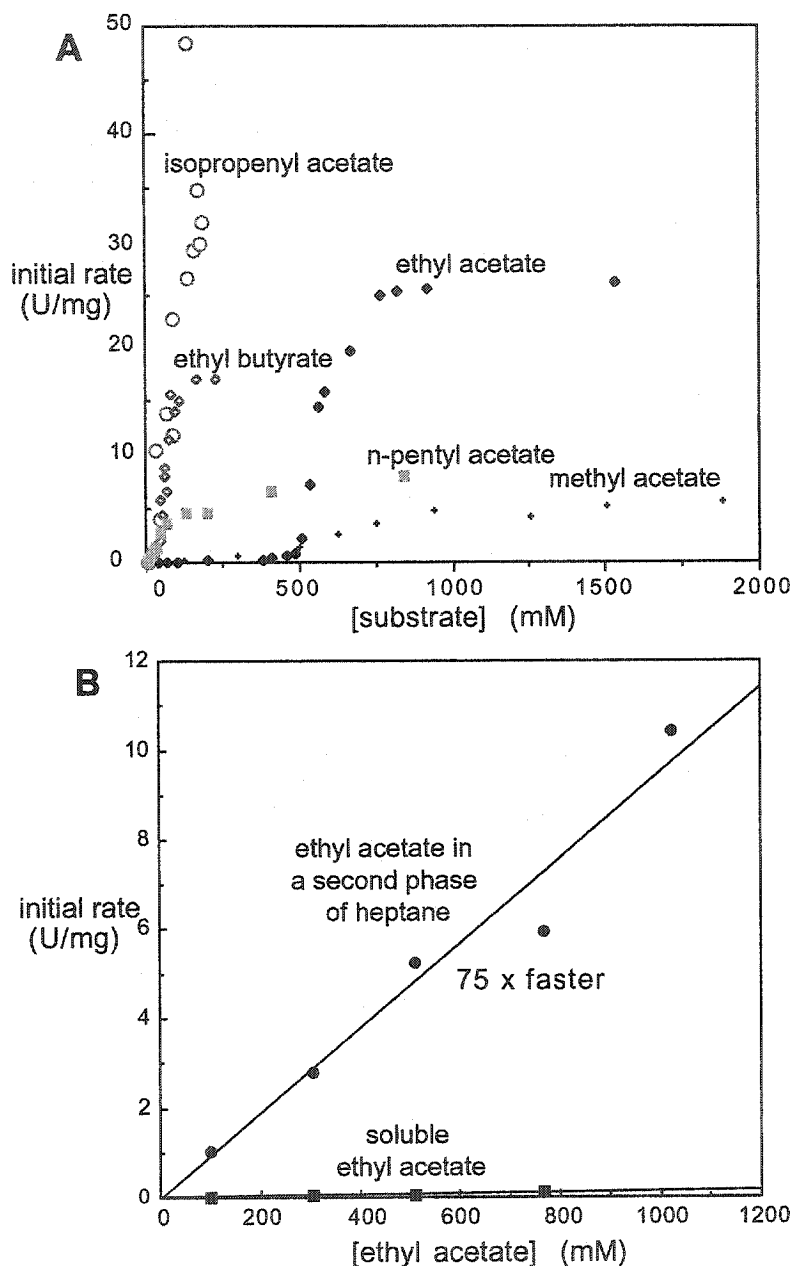 A
50
isopropenyl acetate
40
initial rate
(U/mg)
30
ethyl acetate
ethyl butyrate
20
10
n-pentyl acetate
methyl acetate
0
0 500 1000 1500 2000
[substrate] (mM)
B
12
10
ethyl acetate in
a second phase
of heptane
8
initial rate
(U/mg)
6
75 x faster
4
2
soluble
ethyl acetate
0
0 200 400 600 800 1000 1200
[ethyl acetate] (mM)